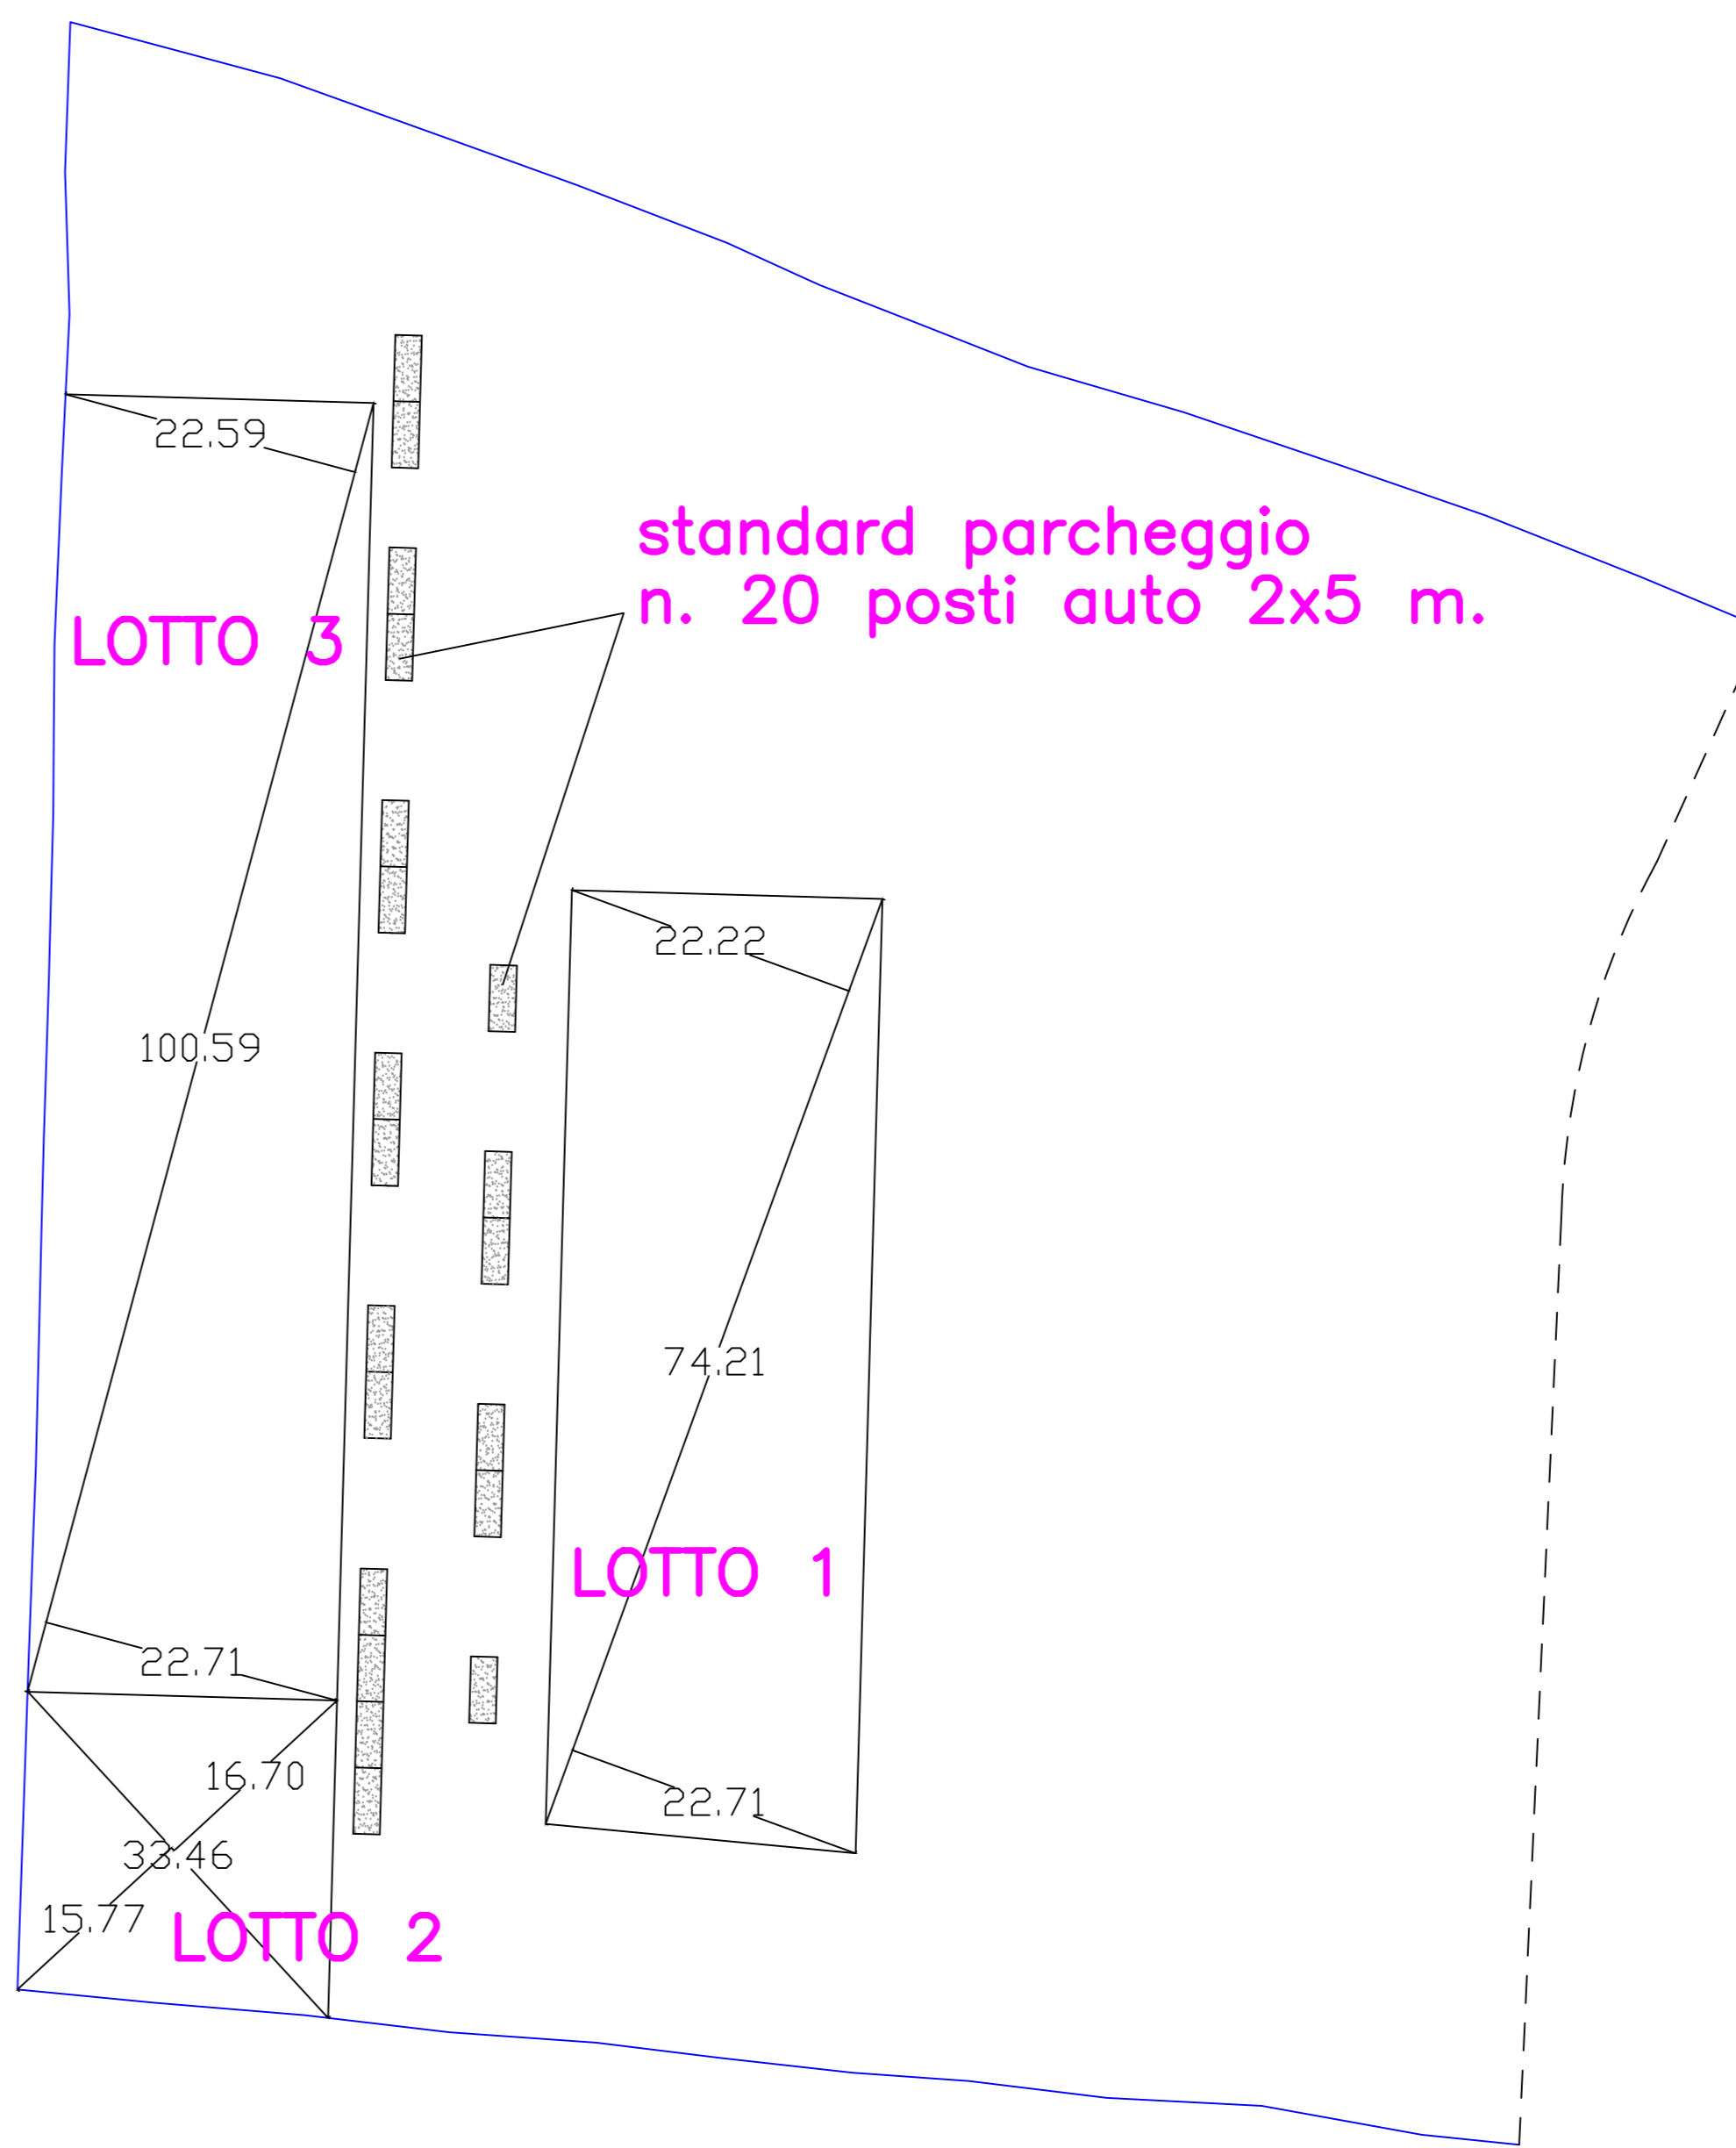 22.59
standard parcheggio
n. 20 posti auto 2x5 m.
LOTTO 3
22.22
100.59
74.21
LOTTO 1
22.71
16.70
22.71
33.46
15.77
LOTTO 2